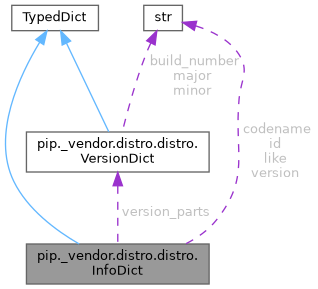 TypedDict
str
build_number
major
minor
pip._vendor.distro.distro.
VersionDict
codename
id
like
version
version_parts
pip._vendor.distro.distro.
InfoDict